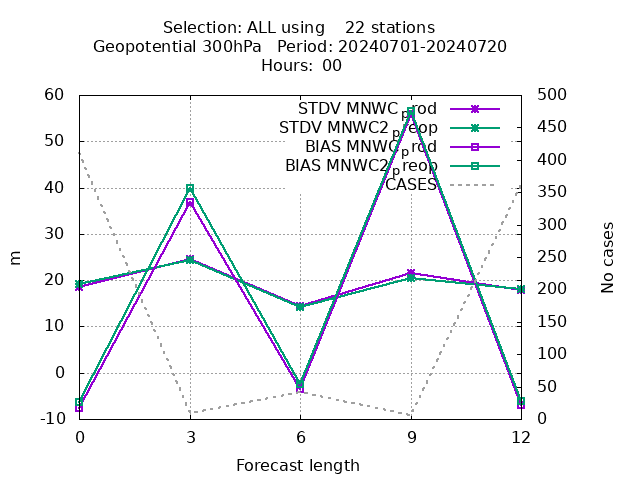 Selection: ALL using    22 stations
Geopotential 300hPa   Period: 20240701-20240720
Hours: 00
60
50
40
30
20
10
0
-10
500
450
400
350
300
250
200
150
100
50
0
STDV MNWC_prod
STDV MNWC2_preop
BIAS MNWC_prod
BIAS MNWC2_preop
CASES
m
No cases
0 3 6 9 12
Forecast length